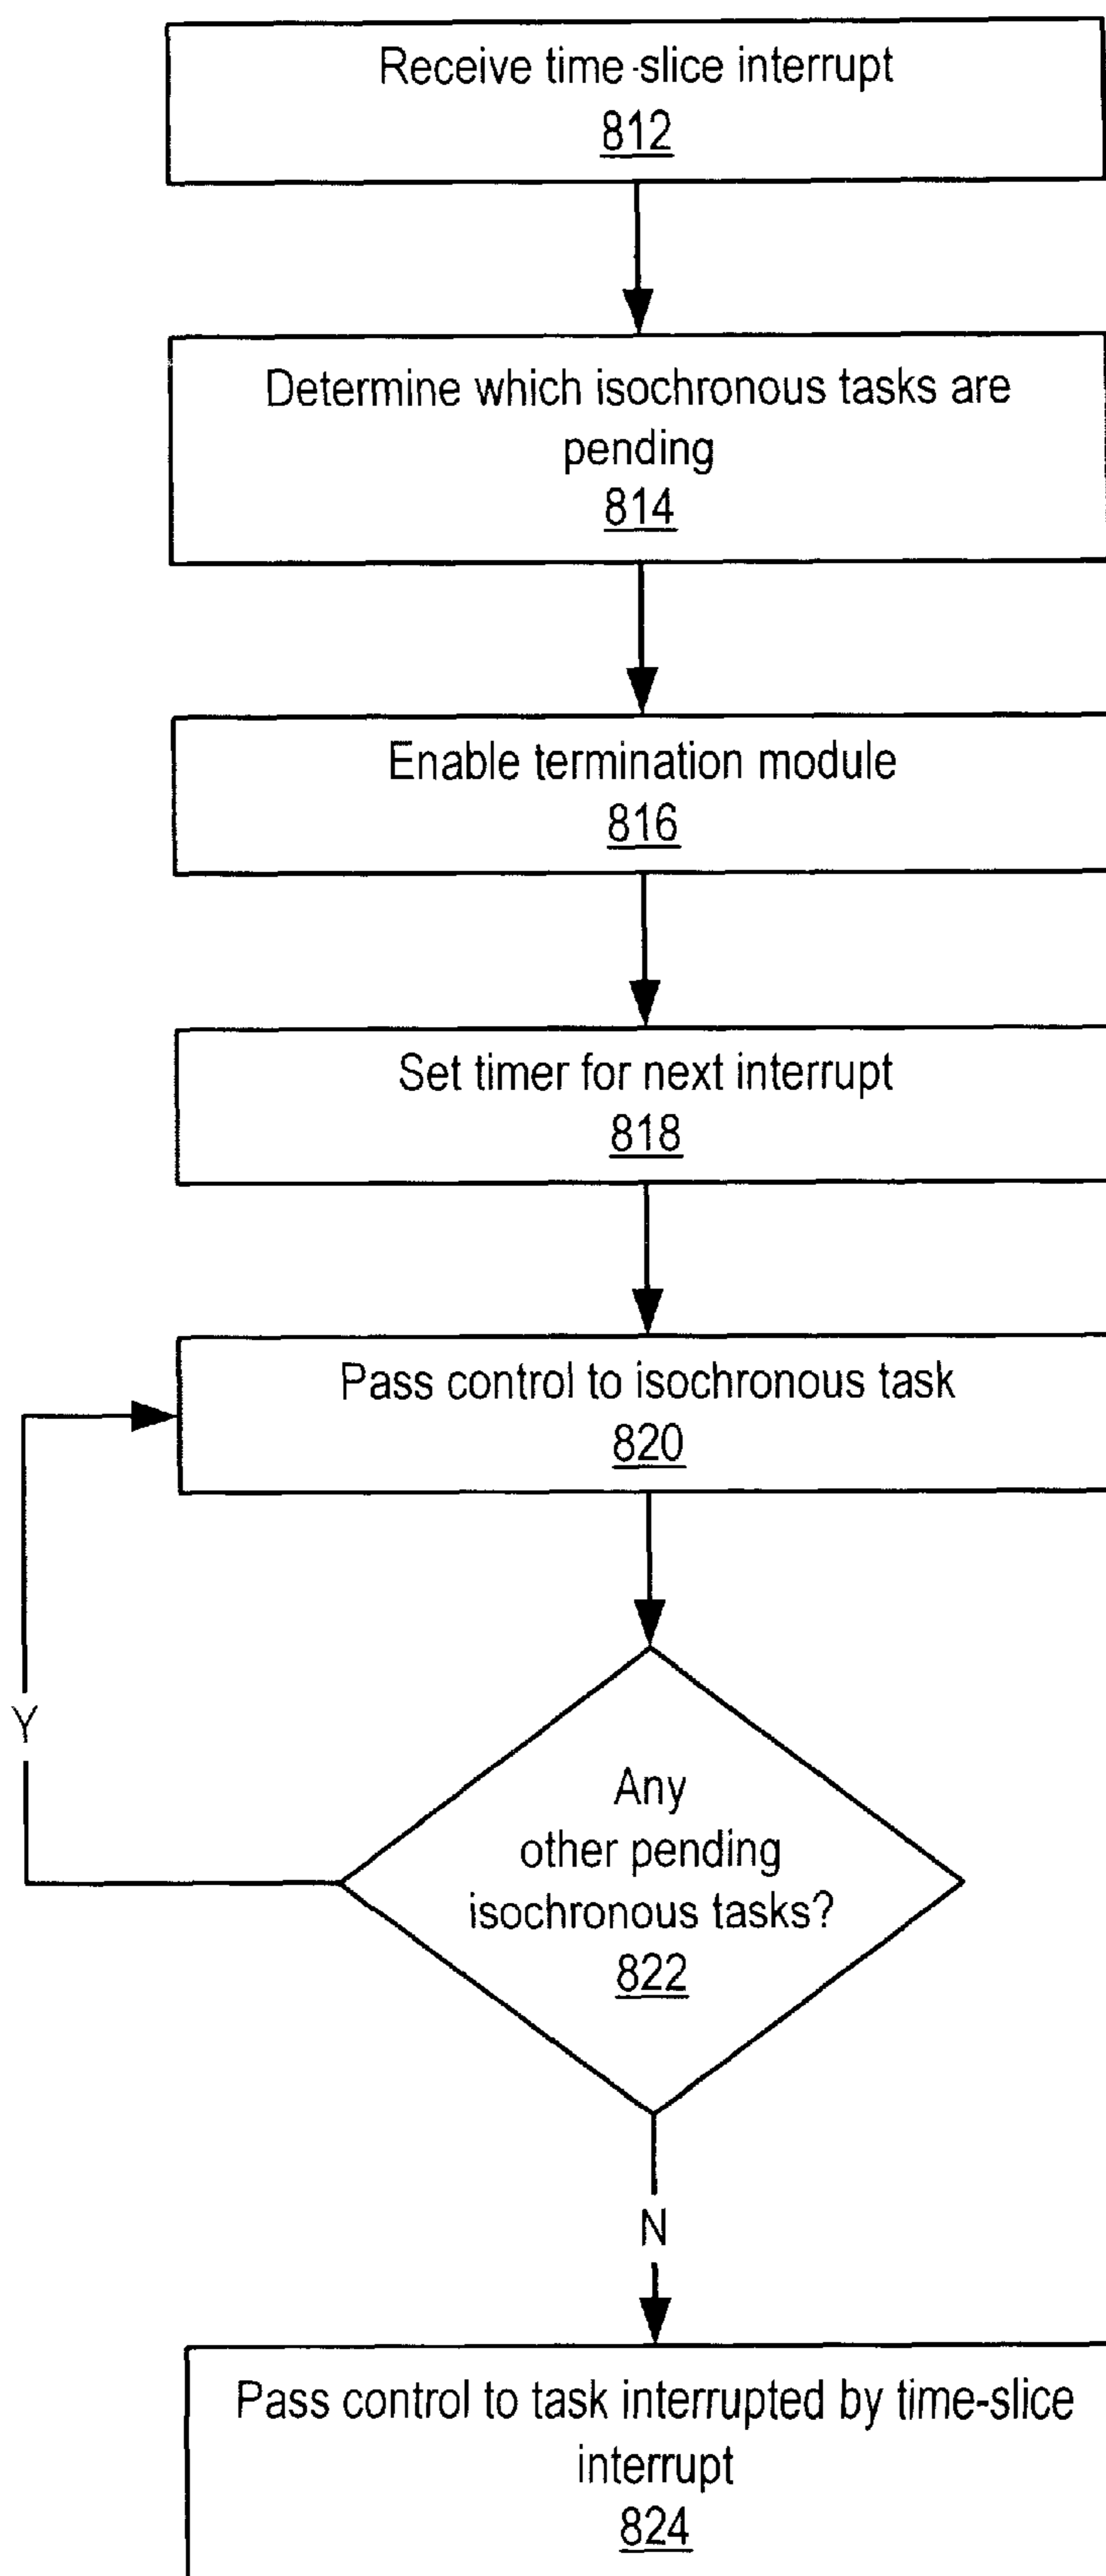 Receive time-slice interrupt
812
Determine which isochronous tasks are
pending
814
Enable termination module
816
Set timer for next interrupt
818
Pass control to isochronous task
820
Y
Any
other pending
isochronous tasks?
822
N
Pass control to task interrupted by time-slice
interrupt
824